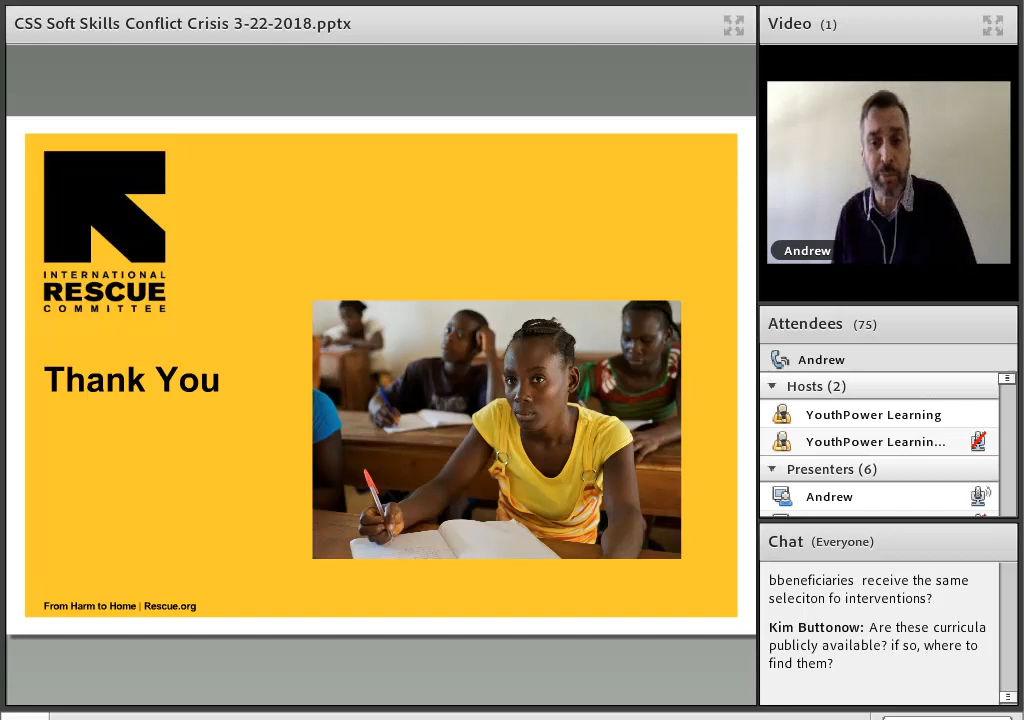 CSS Soft Skills Conflict Crisis 3-22-2018.pptx
INTERNATIONAL
RESCUE
COMMITTEE
Thank You
From Harm to Home | Rescue.org
Video (1)
Andrew
Attendees (75)
Andrew
Hosts (2)
YouthPower Learning
YouthPower Learnin...
Presenters (6)
Andrew
Chat (Everyone)
bbeneficiaries receive the same
seleciton fo interventions?
Kim Buttonow: Are these curricula
publicly available? if so, where to
find them?